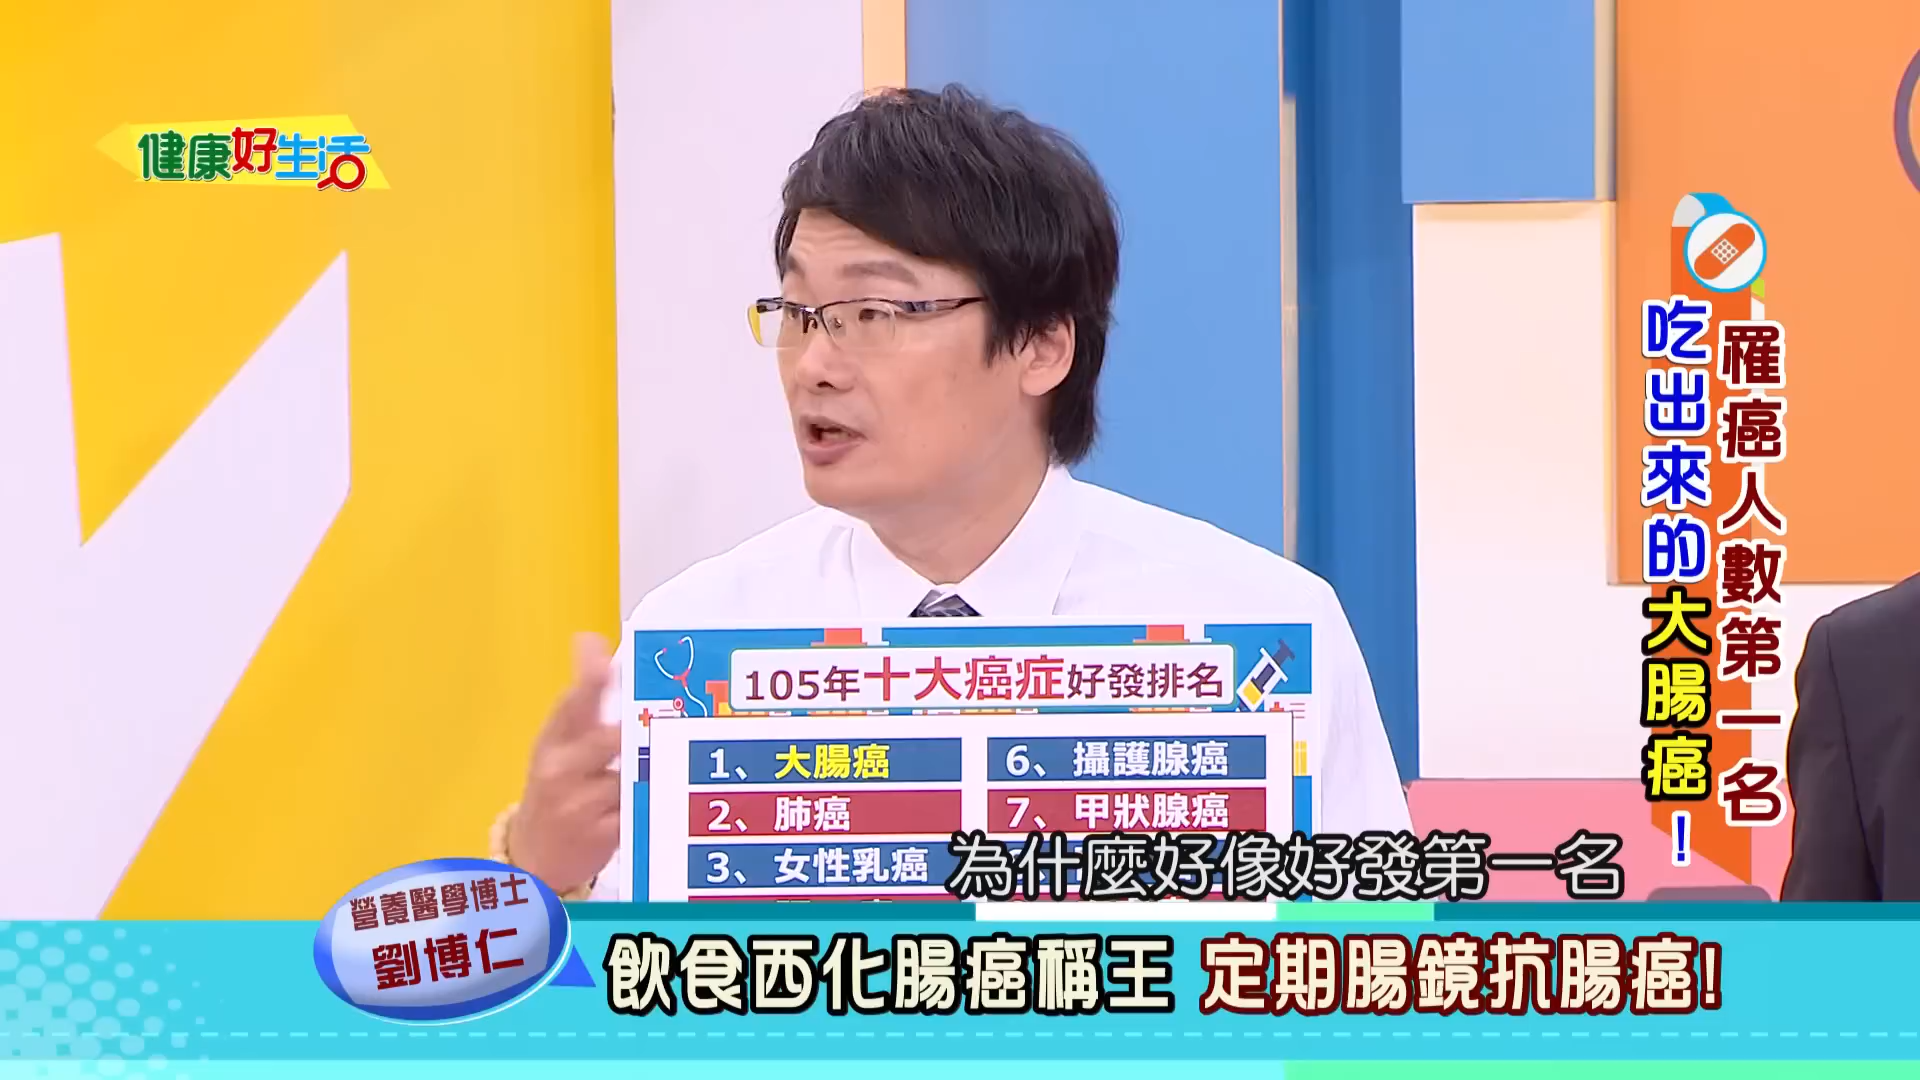 健康好生活
罹癌人數第一名
吃出來的大腸癌！
105年十大癌症好發排名
1、大腸癌
2、肺癌
3、女性乳癌
6、攝護腺癌
7、甲狀腺癌
為什麼好像好發第一名
營養醫學博士
劉博仁
飲食西化腸癌稱王 定期腸鏡抗腸癌!